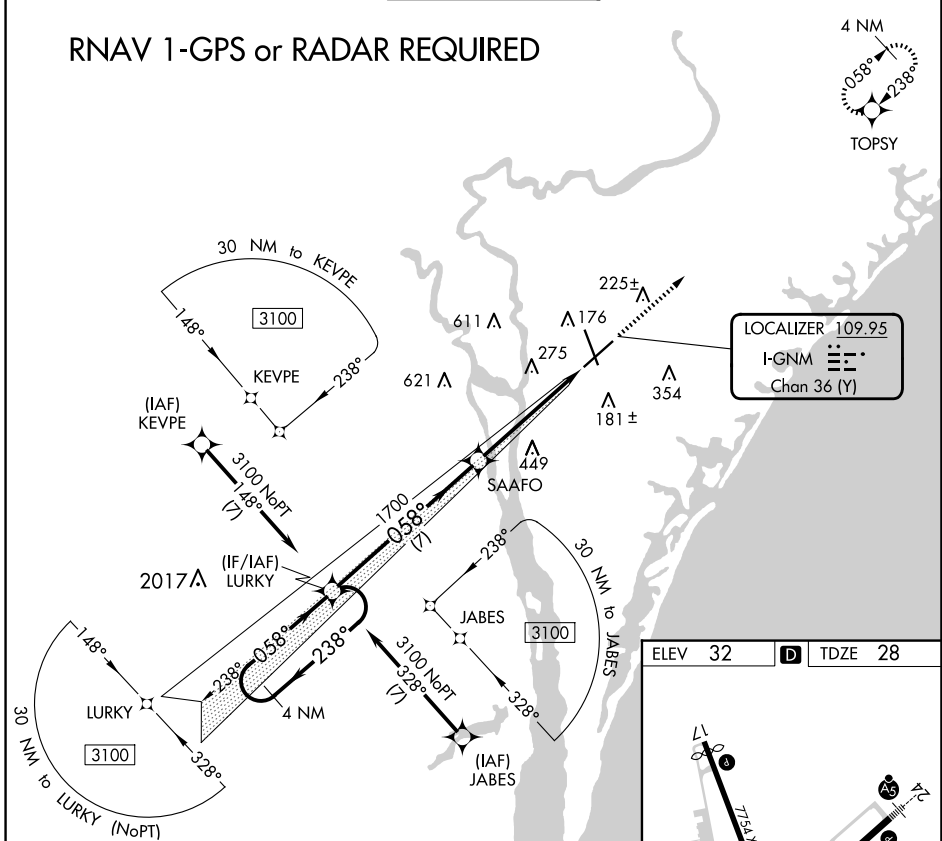 RNAV 1-GPS or RADAR REQUIRED
4 NM
058°
238°
TOPSY
30 NM to KEVPE
148°
3100
KEVPE
238°
(IAF)
KEVPE
3100 NoPT
148°
(7)
611
621
225±
176
275
354
181±
449
LOCALIZER 109.95
I-GNM
Chan 36 (Y)
SAAFO
1700
058°
(7)
(IF/IAF)
LURKY
2017
058°
238°
238°
4 NM
148°
LURKY
3100
328°
30 NM to LURKY (NoPT)
238°
JABES
3100
328°
30 NM to JABES
3100 NoPT
328°
(7)
(IAF)
JABES
ELEV 32 D TDZE 28
17
P
7754 X
A5
24